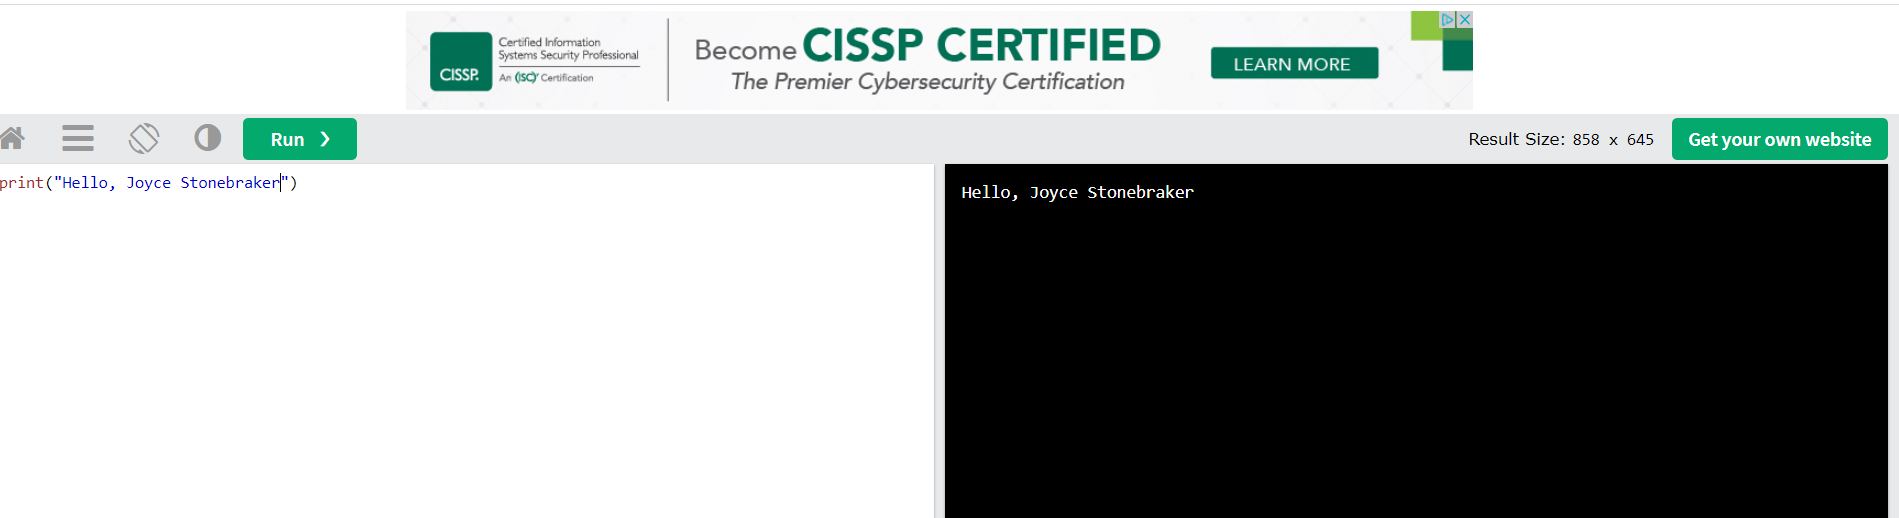 CISSP.
Certified Information
Systems Security Professional
An (ISC)² Certification
Become CISSP CERTIFIED
The Premier Cybersecurity Certification
LEARN MORE
Run ❯
Result Size: 858 x 645
Get your own website
print("Hello, Joyce Stonebraker")
Hello, Joyce Stonebraker